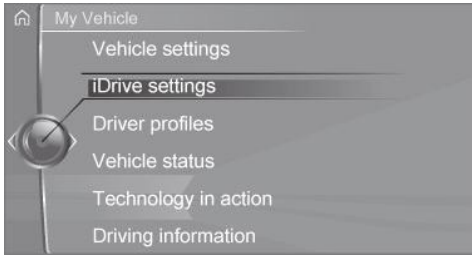 My Vehicle
Vehicle settings
iDrive settings
Driver profiles
Vehicle status
Technology in action
Driving information